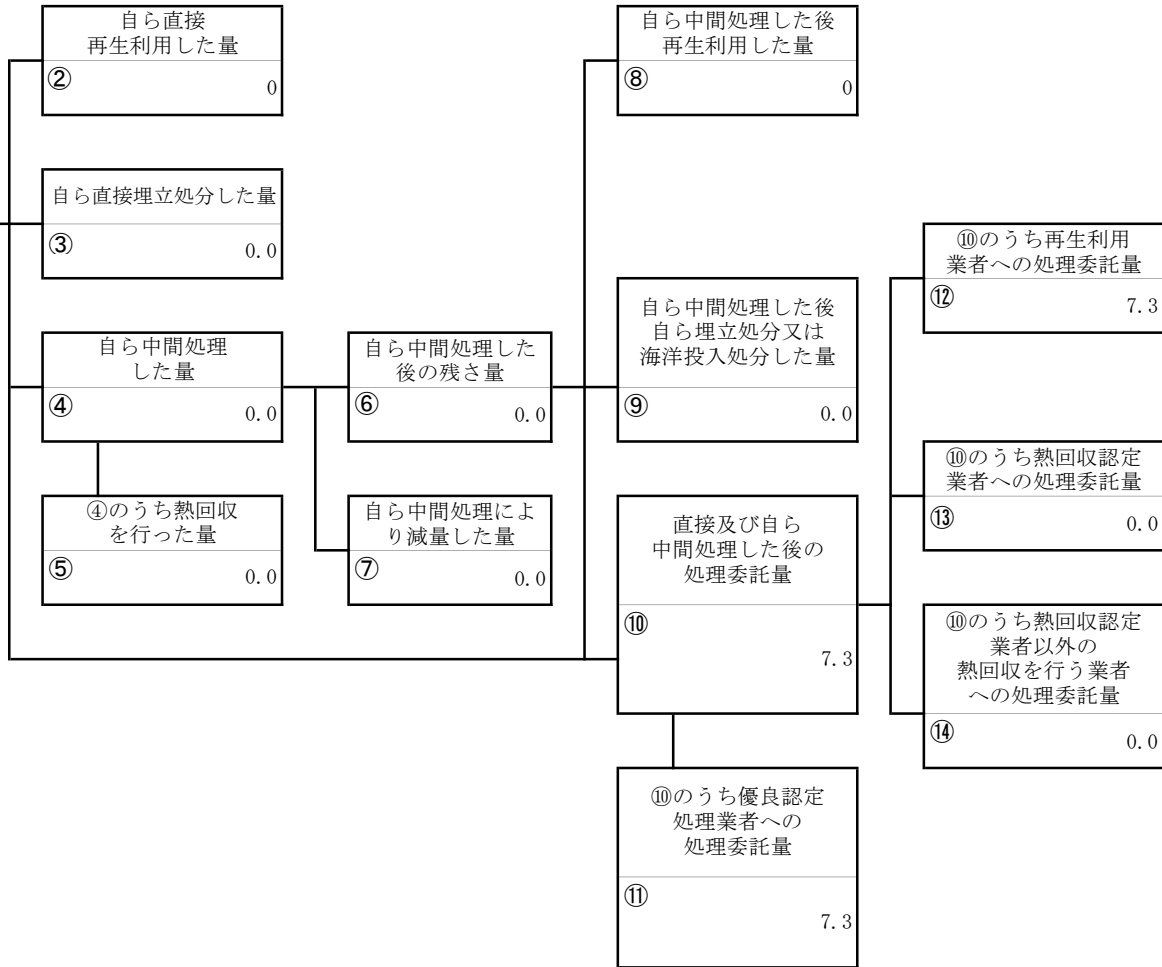 自ら直接
再生利用した量
②
0
自ら直接埋立処分した量
③
0.0
自ら中間処理
した量
④
0.0
④のうち熱回収
を行った量
⑤
0.0
自ら中間処理した
後の残さ量
⑥
0.0
自ら中間処理によ
り減量した量
⑦
0.0
自ら中間処理した後
再生利用した量
⑧
0
自ら中間処理した後
自ら埋立処分又は
海洋投入処分した量
⑨
0.0
直接及び自ら
中間処理した後の
処理委託量
⑩
7.3
⑩のうち優良認定
処理業者への
処理委託量
⑪
7.3
⑩のうち再生利用
業者への処理委託量
⑫
7.3
⑩のうち熱回収認定
業者への処理委託量
⑬
0.0
⑩のうち熱回収認定
業者以外の
熱回収を行う業者
への処理委託量
⑭
0.0